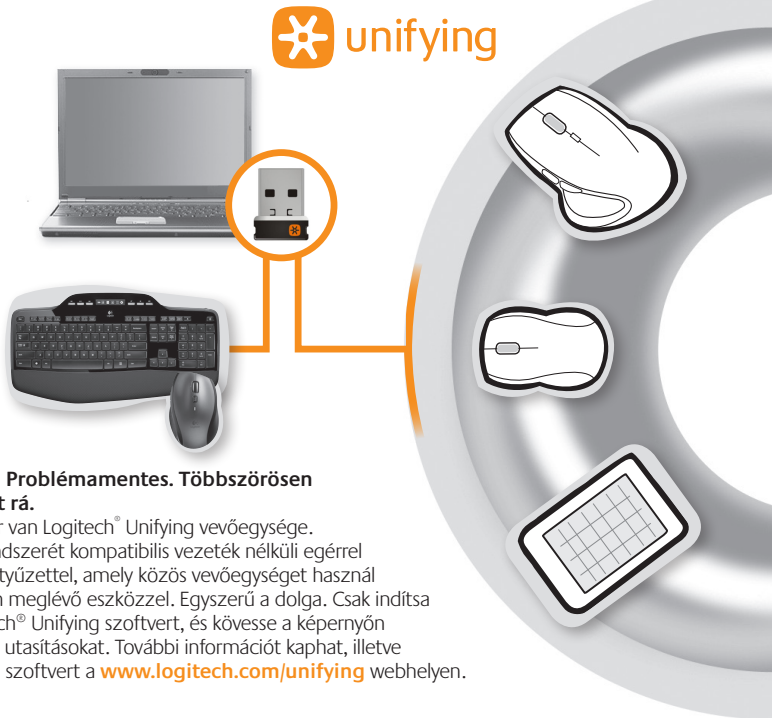 unifying
Problémamentes. Többszörösen
t rá.
r van Logitech® Unifying vevőegysége.
ndszerét kompatibilis vezeték nélküli egérrel
tyűzettel, amely közös vevőegységet használ
n meglévő eszközzel. Egyszerű a dolga. Csak indítsa
ch® Unifying szoftvert, és kövesse a képernyőn
utasításokat. További információt kaphat, illetve
szoftvert a www.logitech.com/unifying webhelyen.